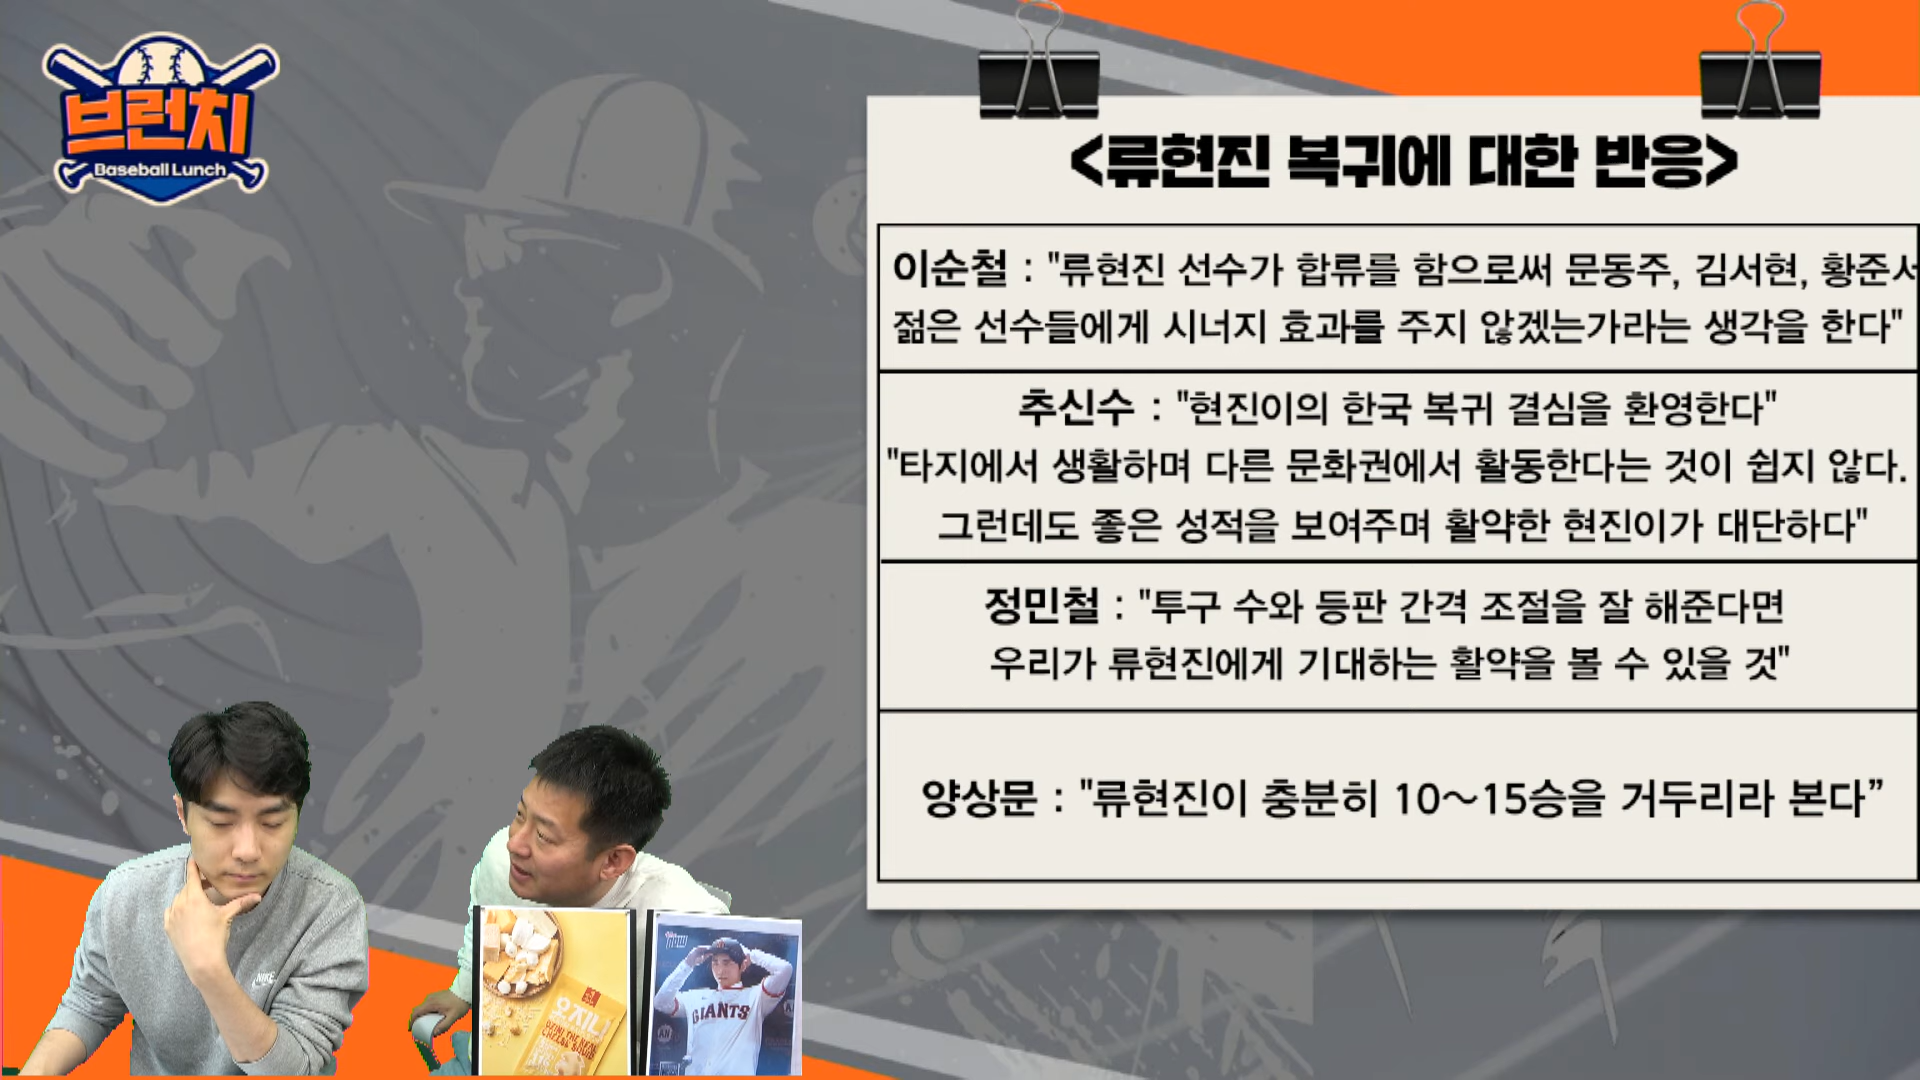 브런치
Baseball Lunch
<류현진 복귀에 대한 반응>
이순철 : "류현진 선수가 합류를 함으로써 문동주, 김서현, 황준서
젊은 선수들에게 시너지 효과를 주지 않겠는가라는 생각을 한다"
추신수 : "현진이의 한국 복귀 결심을 환영한다"
"타지에서 생활하며 다른 문화권에서 활동한다는 것이 쉽지 않다.
그런데도 좋은 성적을 보여주며 활약한 현진이가 대단하다"
정민철 : "투구 수와 등판 간격 조절을 잘 해준다면
우리가 류현진에게 기대하는 활약을 볼 수 있을 것"
양상문 : "류현진이 충분히 10~15승을 거두리라 본다”
NIKE
오지니
CHEESE
GIANTS